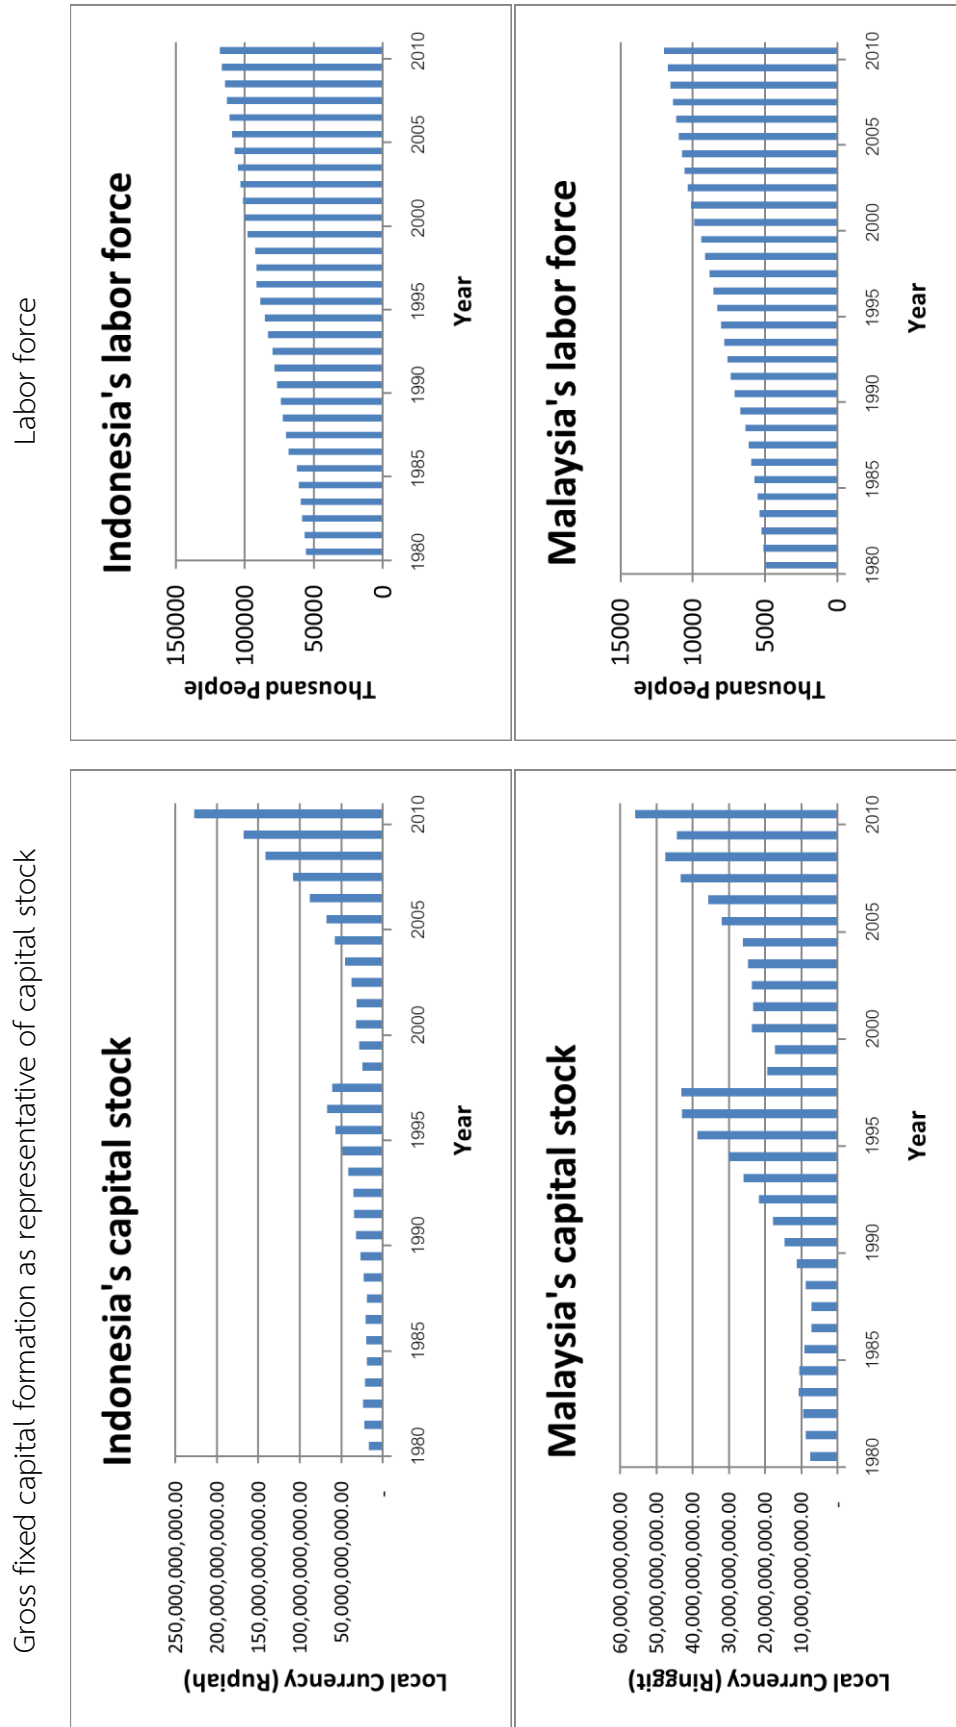 Gross fixed capital formation as representative of capital stock
Labor force
Indonesia's capital stock
Local Currency (Rupiah)
250,000,000,000.00
200,000,000,000.00
150,000,000,000.00
100,000,000,000.00
50,000,000,000.00
-
1980 1985 1990 1995 2000 2005 2010
Year
Indonesia's labor force
Thousand People
150000
100000
50000
0
1980 1985 1990 1995 2000 2005 2010
Year
Malaysia's capital stock
Local Currency (Ringgit)
60,000,000,000.00
50,000,000,000.00
40,000,000,000.00
30,000,000,000.00
20,000,000,000.00
10,000,000,000.00
-
1980 1985 1990 1995 2000 2005 2010
Year
Malaysia's labor force
Thousand People
15000
10000
5000
0
1980 1985 1990 1995 2000 2005 2010
Year